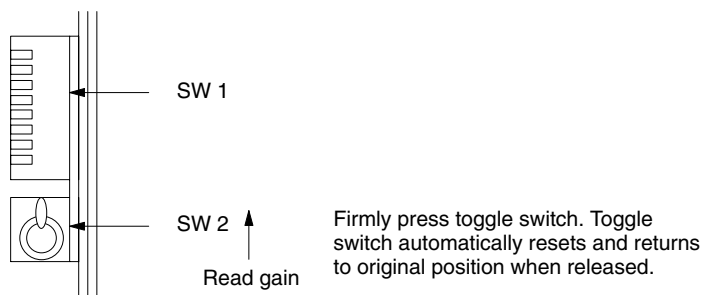 SW 1
SW 2
Read gain
Firmly press toggle switch. Toggle
switch automatically resets and returns
to original position when released.